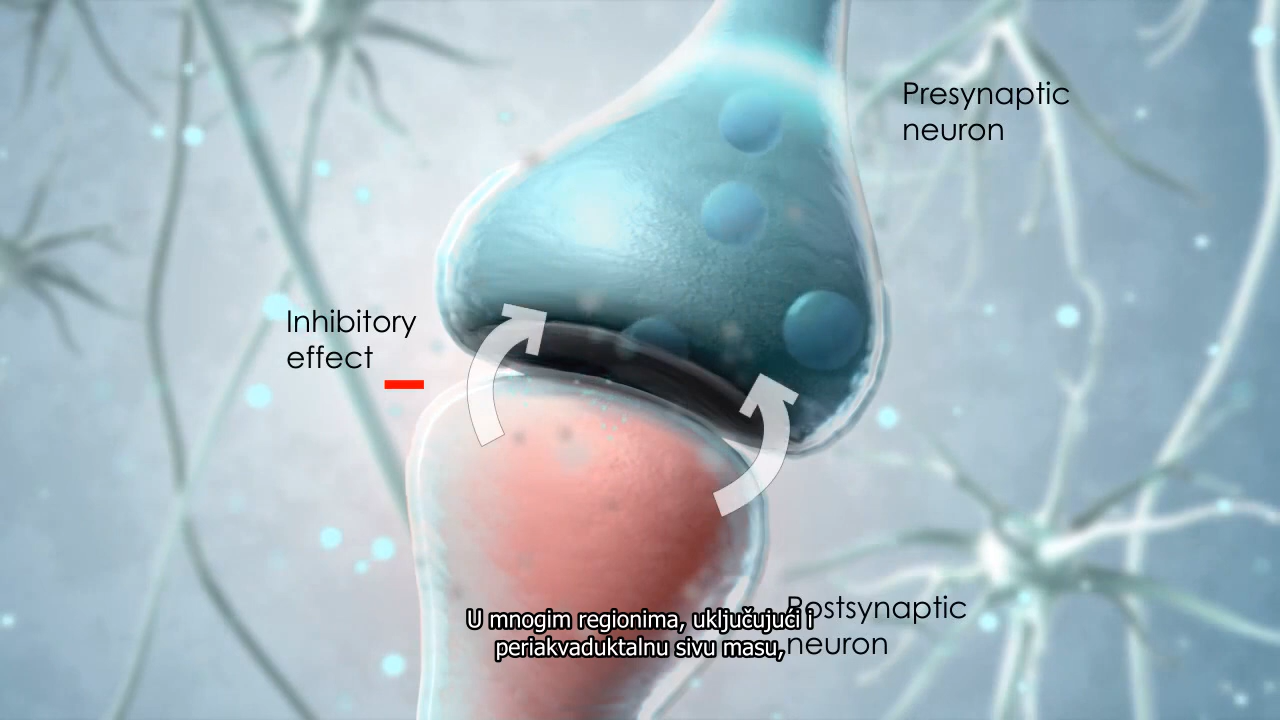 Presynaptic
neuron
Inhibitory
effect
Postsynaptic
neuron
U mnogim regionima, uključujući i
periakvaduktalnu sivu masu,